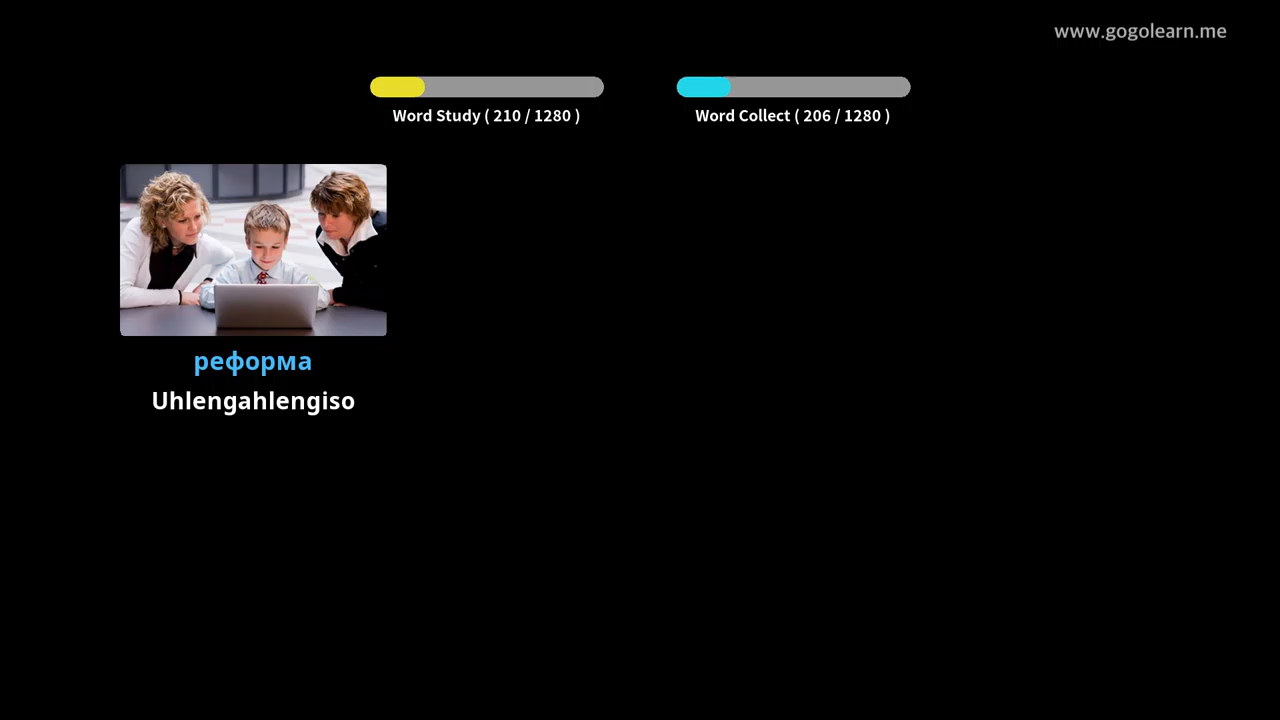 www.gogolearn.me
Word Study ( 210 / 1280 )
Word Collect ( 206 / 1280 )
реформа
Uhlengahlengiso